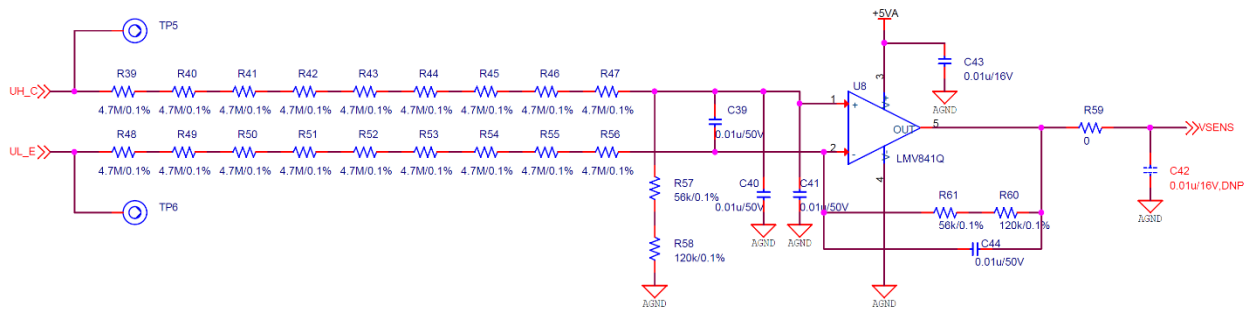 +5VA
TP5
C43
0.01u/16V
AGND
R39 R40 R41 R42 R43 R44 R45 R46 R47
UH_C
4.7M/0.1% 4.7M/0.1% 4.7M/0.1% 4.7M/0.1% 4.7M/0.1% 4.7M/0.1% 4.7M/0.1% 4.7M/0.1% 4.7M/0.1%
U8
3
V+
1
+
C39
0.01u/50V
R48 R49 R50 R51 R52 R53 R54 R55 R56
UL_E
4.7M/0.1% 4.7M/0.1% 4.7M/0.1% 4.7M/0.1% 4.7M/0.1% 4.7M/0.1% 4.7M/0.1% 4.7M/0.1% 4.7M/0.1%
OUT
5
2
-
V-
4
LMV841Q
R59
0
VSENS
C42
0.01u/16V,DNP
AGND
TP6
R57
56k/0.1%
C40
0.01u/50V
AGND
C41
0.01u/50V
AGND
R61 R60
56k/0.1% 120k/0.1%
R58
120k/0.1%
AGND
C44
0.01u/50V
AGND